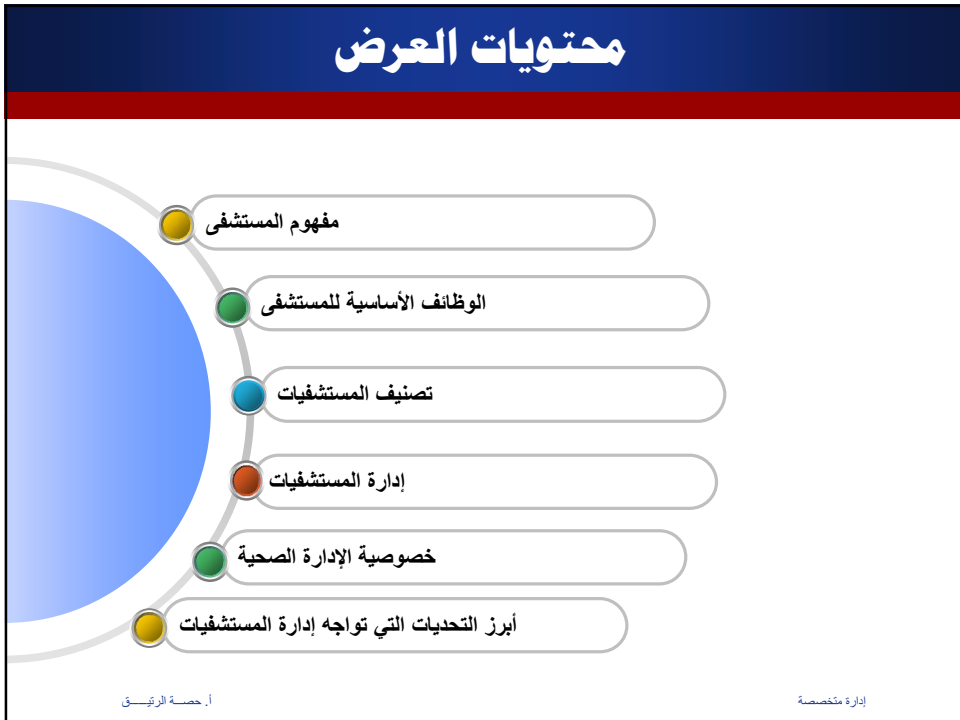 محتويات العرض
مفهوم المستشفى
الوظائف الأساسية للمستشفى
تصنيف المستشفيات
إدارة المستشفيات
خصوصية الإدارة الصحية
أبرز التحديات التي تواجه إدارة المستشفيات
إدارة متخصصة
أ. حصـــة الرتيــــــق